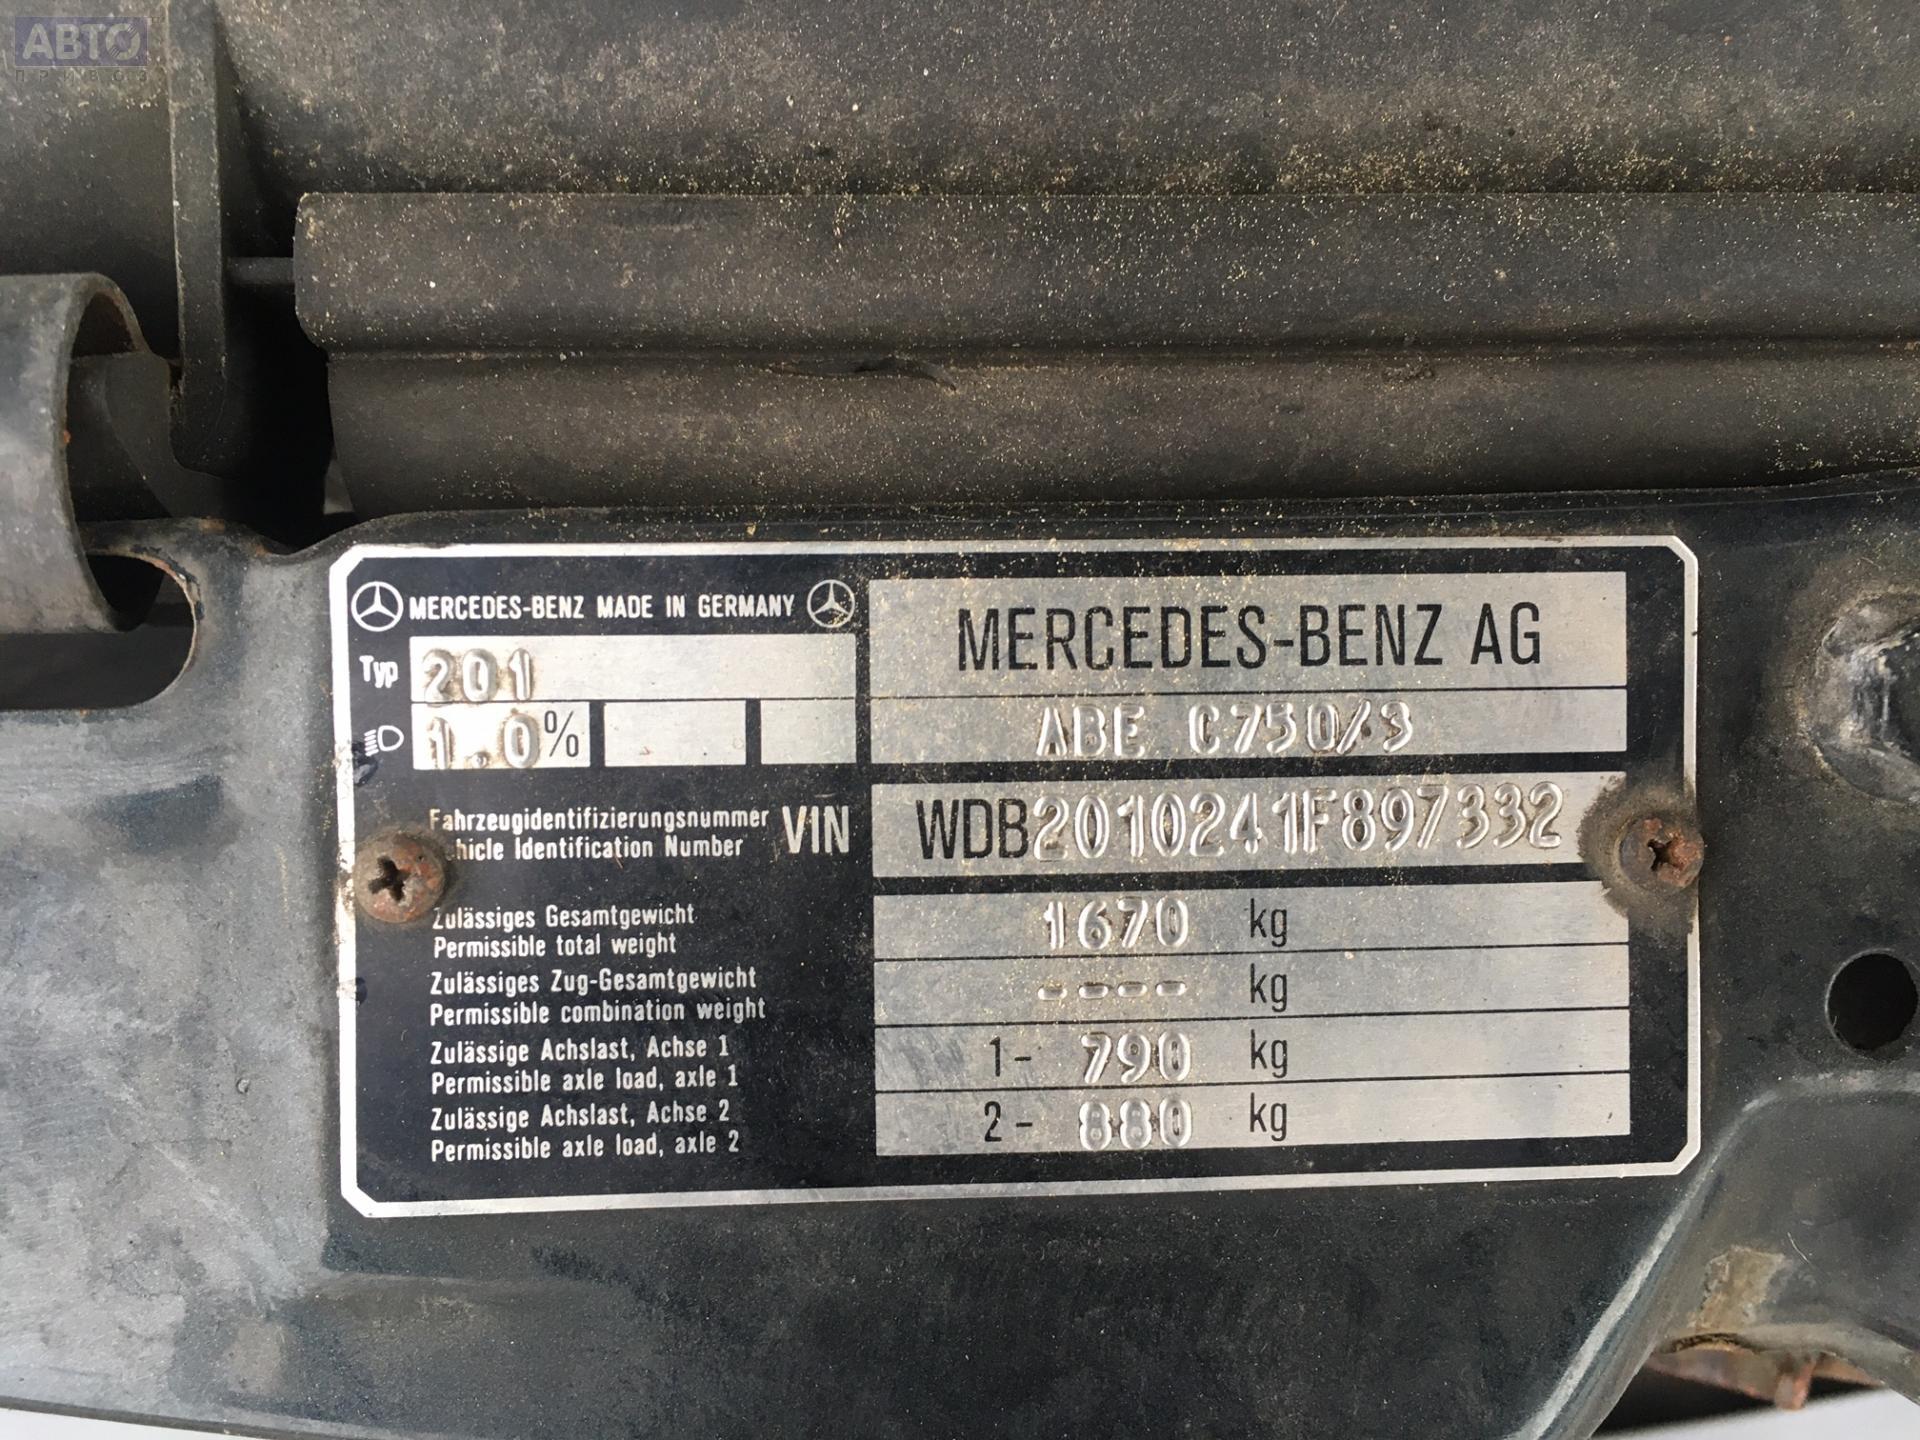 АВТО
ПРИВОЗ
MERCEDES-BENZ MADE IN GERMANY
MERCEDES-BENZ AG
Typ 201
1.0%
ABE C750/3
Fahrzeugidentifizierungsnummer
Vehicle Identification Number
VIN WDB2010241F897332
Zulässiges Gesamtgewicht
Permissible total weight
1670 kg
Zulässiges Zug-Gesamtgewicht
Permissible combination weight
---- kg
Zulässige Achslast, Achse 1
Permissible axle load, axle 1
1- 790 kg
Zulässige Achslast, Achse 2
Permissible axle load, axle 2
2- 880 kg